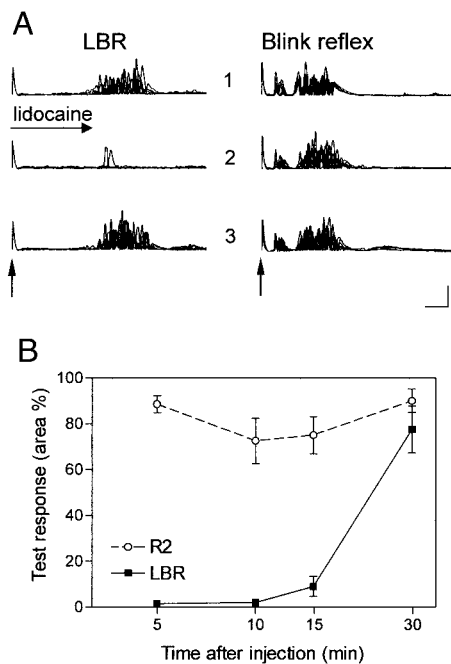 A
LBR
Blink reflex
1
lidocaine
2
3
B
Test response (area %)
100
80
60
40
20
0
R2
LBR
5
10
15
30
Time after injection (min)